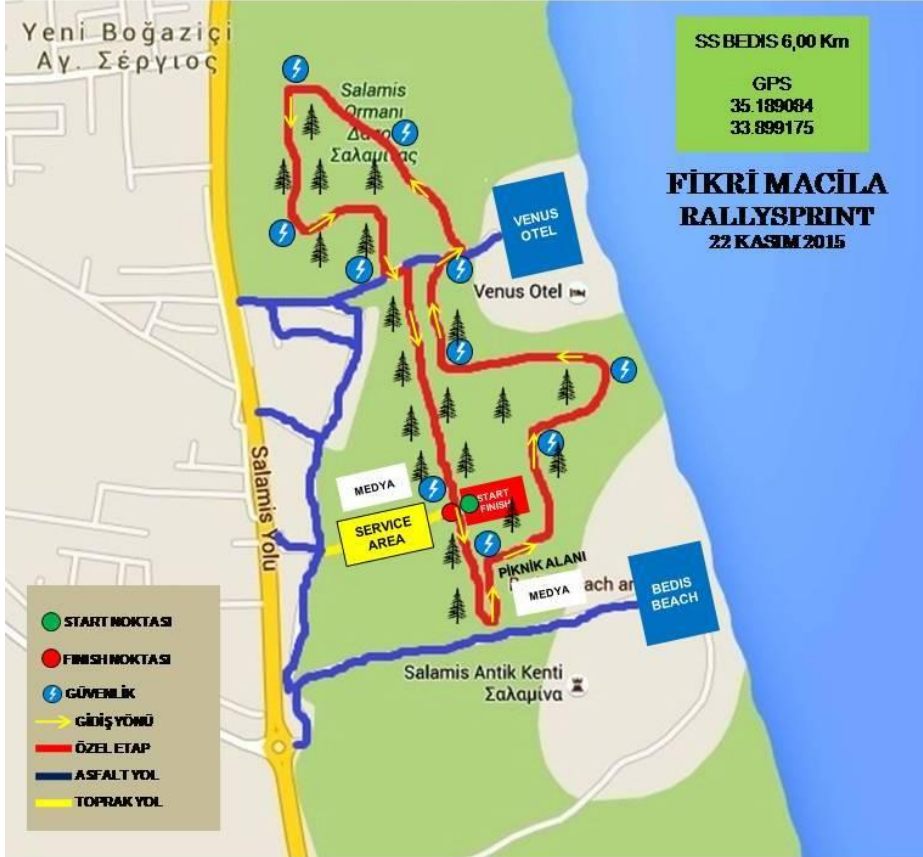 Yeni Boğaziçi
Αγ. Σέργιος
SS BEDIS 6,00 Km
GPS
35.189084
33.899175
FİKRİ MACİLA
RALLYSPRINT
22 KASIM 2015
Salamis
Ormanı
Σαλαμίνας
VENUS
OTEL
Venus Otel
Salamis Yolu
MEDYA
SERVICE
AREA
START
FINISH
PİKNİK ALANI
MEDYA
ach ar
BEDIS
BEACH
Salamis Antik Kenti
Σαλαμίνα
START NOKTASI
FINISH NOKTASI
GÜVENLİK
GİDİŞ YÖNÜ
ÖZEL ETAP
ASFALT YOL
TOPRAK YOL